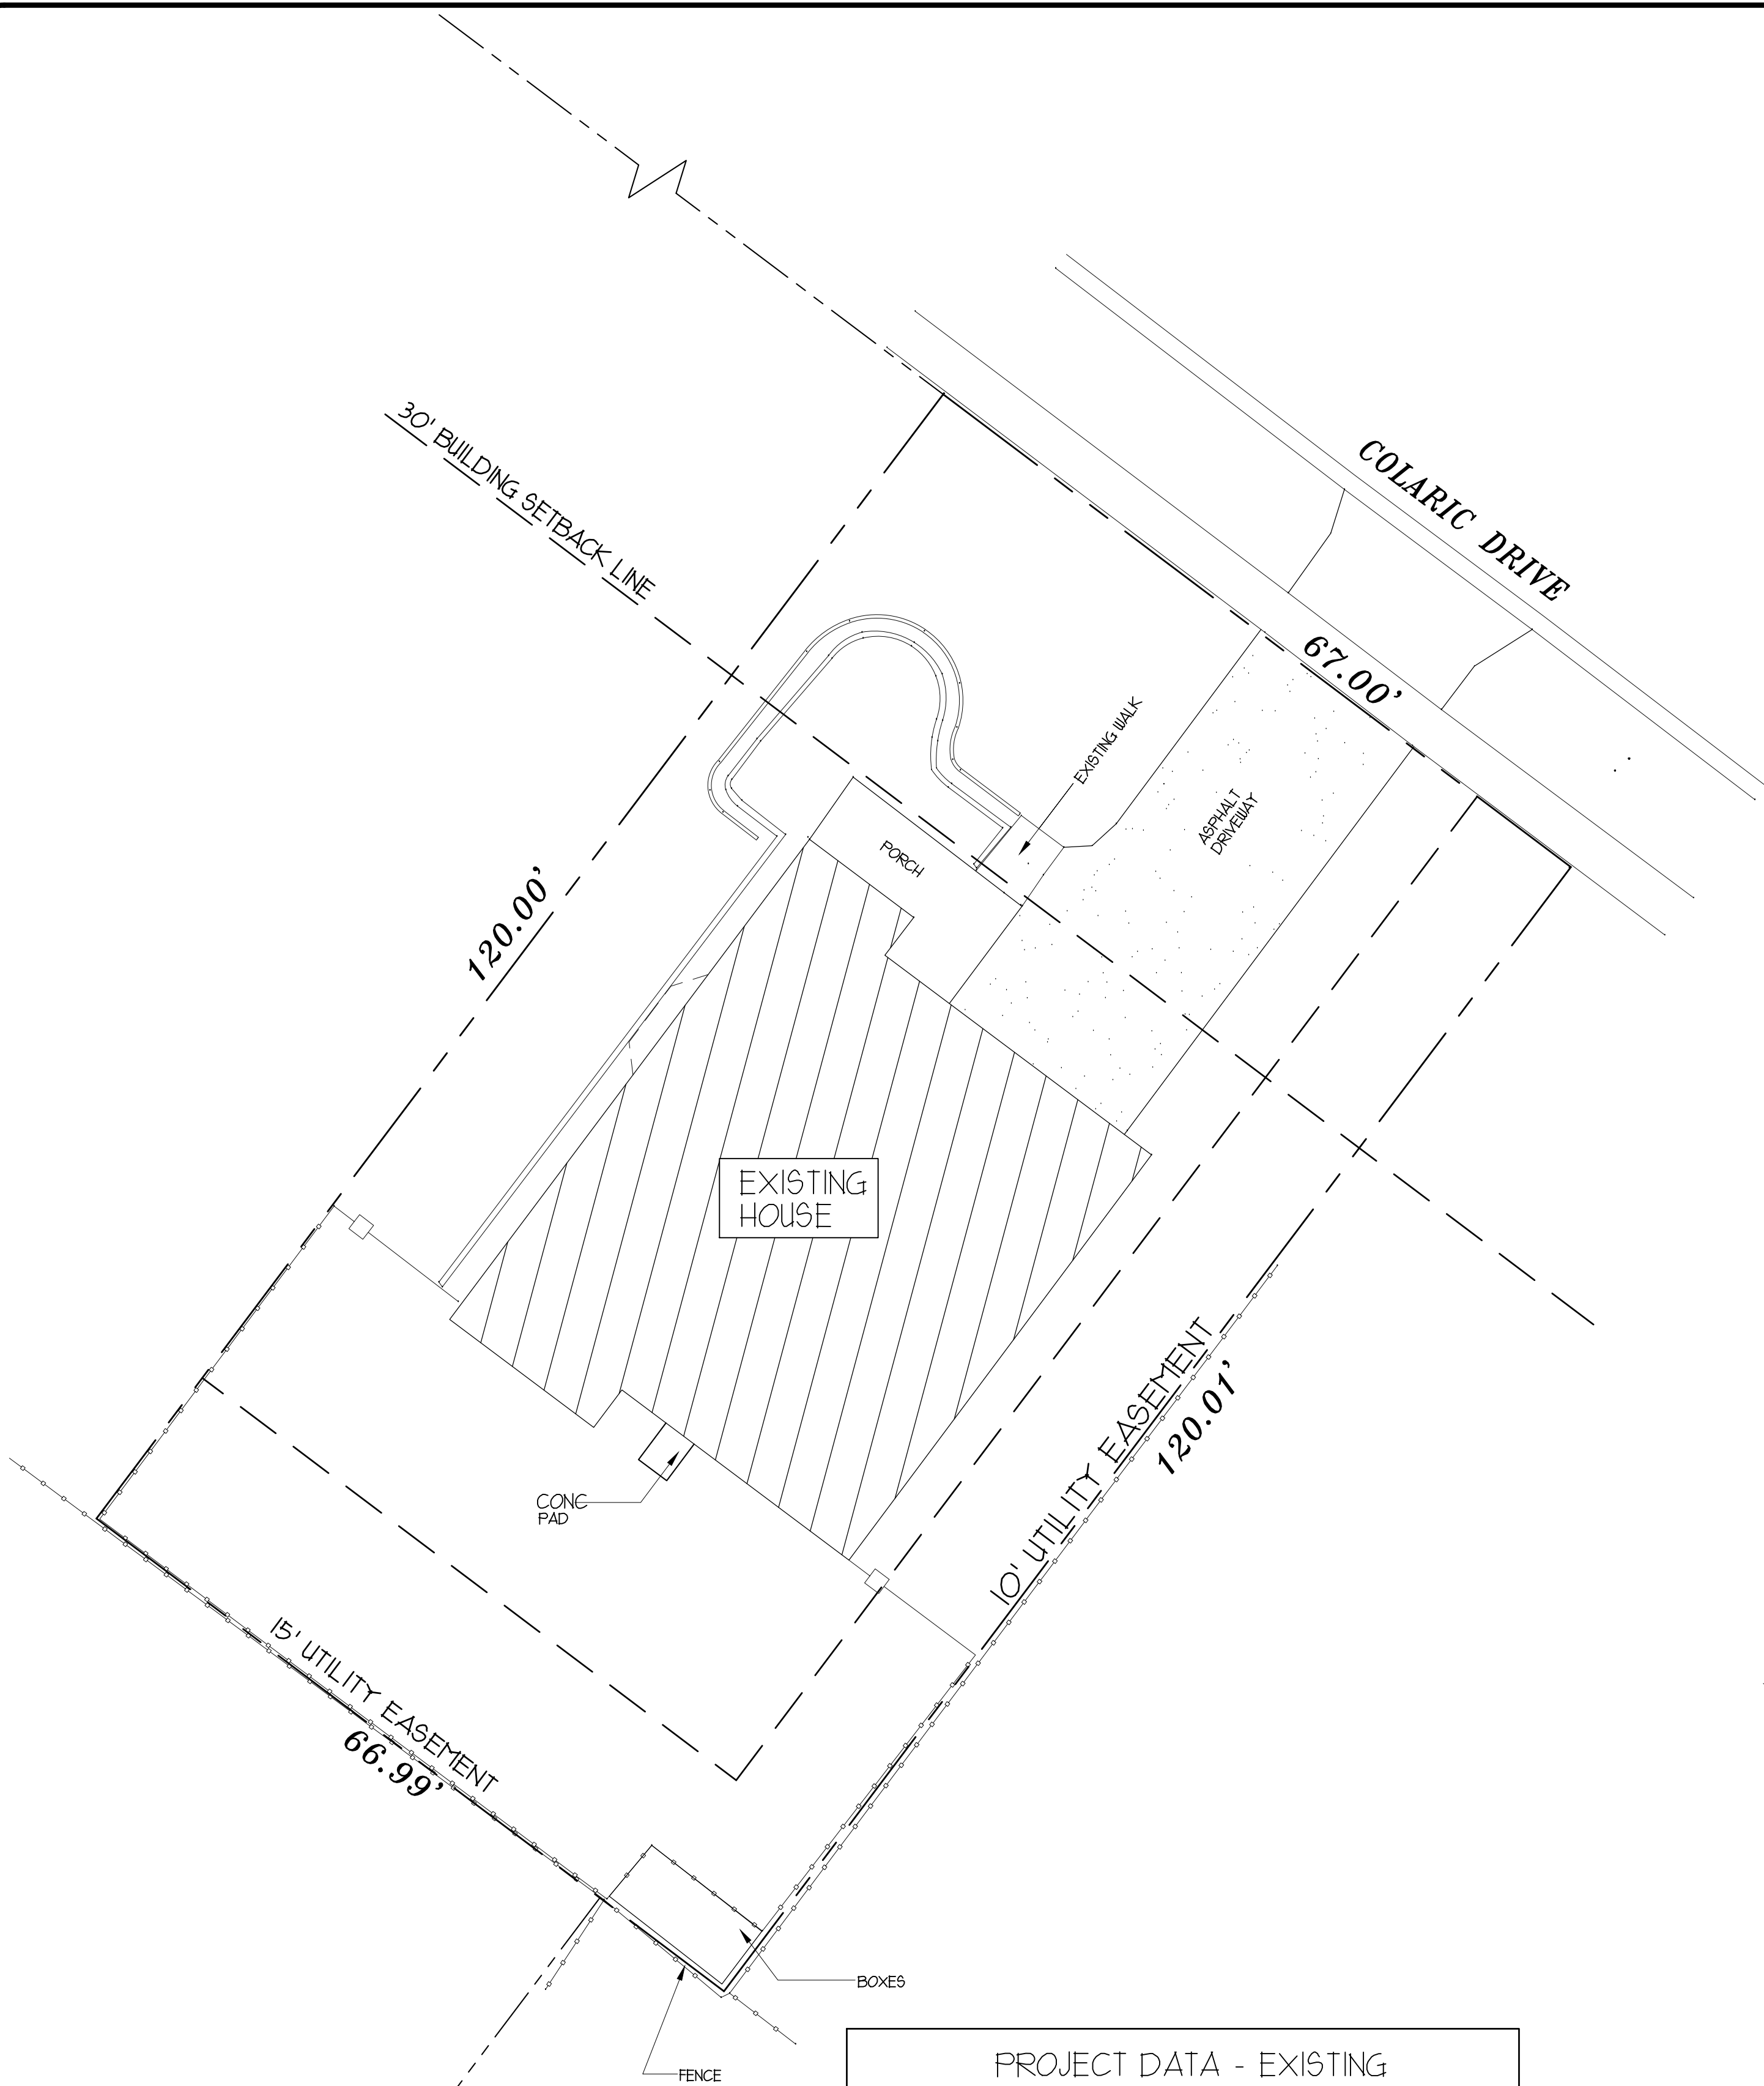 30' BUILDING SETBACK LINE
COLARIC DRIVE
67.00'
EXISTING WALK
ASPHALT
DRIVEWAY
PORCH
120.00'
EXISTING
HOUSE
10' UTILITY EASEMENT
120.01'
CONC
PAD
15' UTILITY EASEMENT
66.99'
BOXES
FENCE
PROJECT DATA - EXISTING